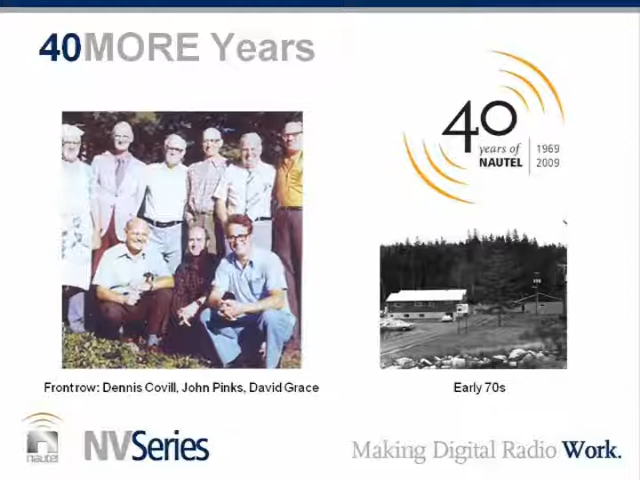 40MORE Years
40
years of
NAUTEL
1969
2009
Front row: Dennis Covill, John Pinks, David Grace
Early 70s
nautel
NVSeries
Making Digital Radio Work.